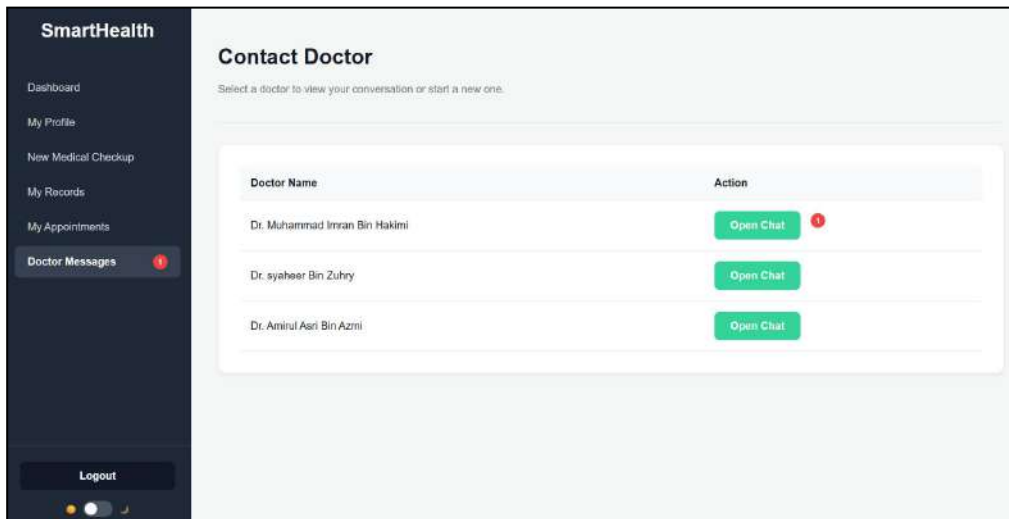 SmartHealth
Dashboard
My Profile
New Medical Checkup
My Records
My Appointments
Doctor Messages 1
Logout
Contact Doctor
Select a doctor to view your conversation or start a new one.
Doctor Name Action
Dr. Muhammad Imran Bin Hakimi Open Chat 1
Dr. syaheer Bin Zuhry Open Chat
Dr. Amirul Asri Bin Azmi Open Chat